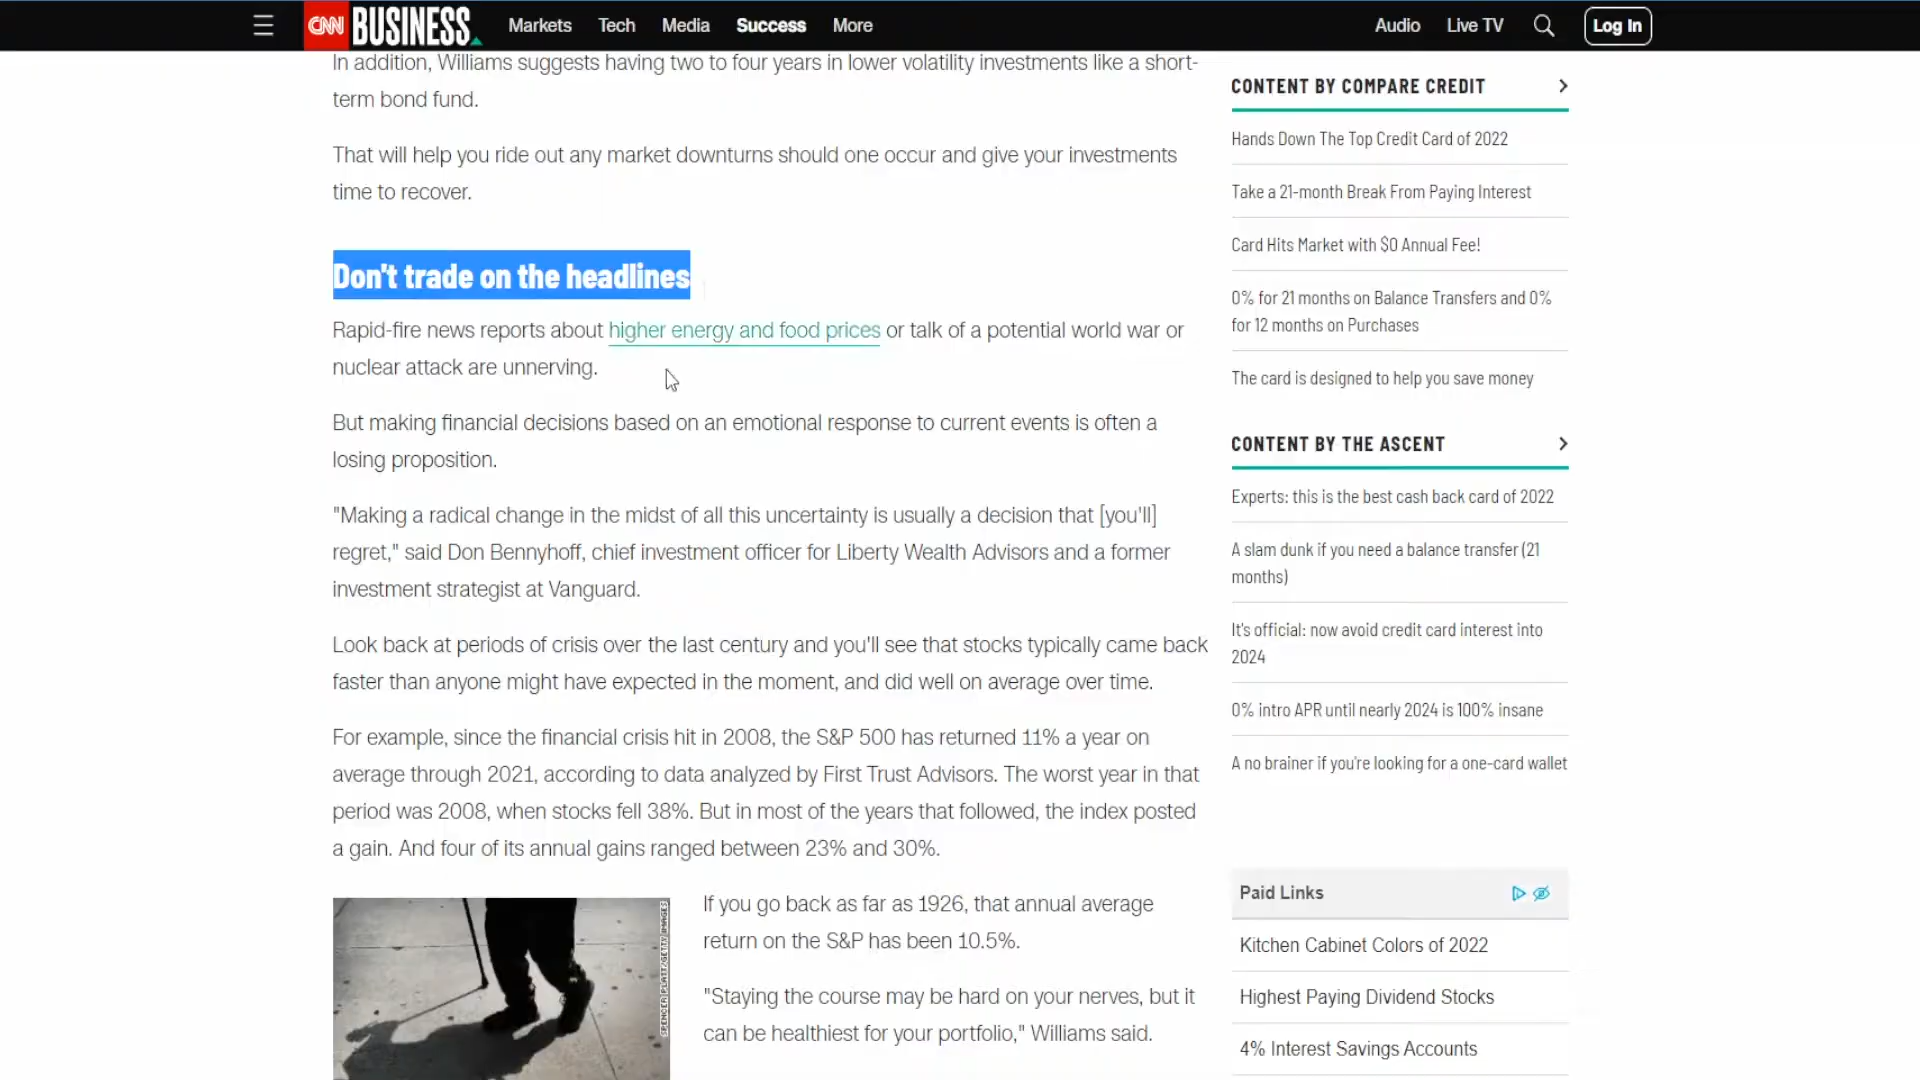 CNN BUSINESS Markets Tech Media Success More Audio Live TV Log In
In addition, Williams suggests having two to four years in lower volatility investments like a short-
term bond fund.
That will help you ride out any market downturns should one occur and give your investments
time to recover.
Don't trade on the headlines
Rapid-fire news reports about higher energy and food prices or talk of a potential world war or
nuclear attack are unnerving.
But making financial decisions based on an emotional response to current events is often a
losing proposition.
"Making a radical change in the midst of all this uncertainty is usually a decision that [you'll]
regret," said Don Bennyhoff, chief investment officer for Liberty Wealth Advisors and a former
investment strategist at Vanguard.
Look back at periods of crisis over the last century and you'll see that stocks typically came back
faster than anyone might have expected in the moment, and did well on average over time.
For example, since the financial crisis hit in 2008, the S&P 500 has returned 11% a year on
average through 2021, according to data analyzed by First Trust Advisors. The worst year in that
period was 2008, when stocks fell 38%. But in most of the years that followed, the index posted
a gain. And four of its annual gains ranged between 23% and 30%.
SPENCER PLATT/GETTY IMAGES
If you go back as far as 1926, that annual average
return on the S&P has been 10.5%.
"Staying the course may be hard on your nerves, but it
can be healthiest for your portfolio," Williams said.
CONTENT BY COMPARE CREDIT
Hands Down The Top Credit Card of 2022
Take a 21-month Break From Paying Interest
Card Hits Market with $0 Annual Fee!
0% for 21 months on Balance Transfers and 0%
for 12 months on Purchases
The card is designed to help you save money
CONTENT BY THE ASCENT
Experts: this is the best cash back card of 2022
A slam dunk if you need a balance transfer (21
months)
It's official: now avoid credit card interest into
2024
0% intro APR until nearly 2024 is 100% insane
A no brainer if you're looking for a one-card wallet
Paid Links
Kitchen Cabinet Colors of 2022
Highest Paying Dividend Stocks
4% Interest Savings Accounts